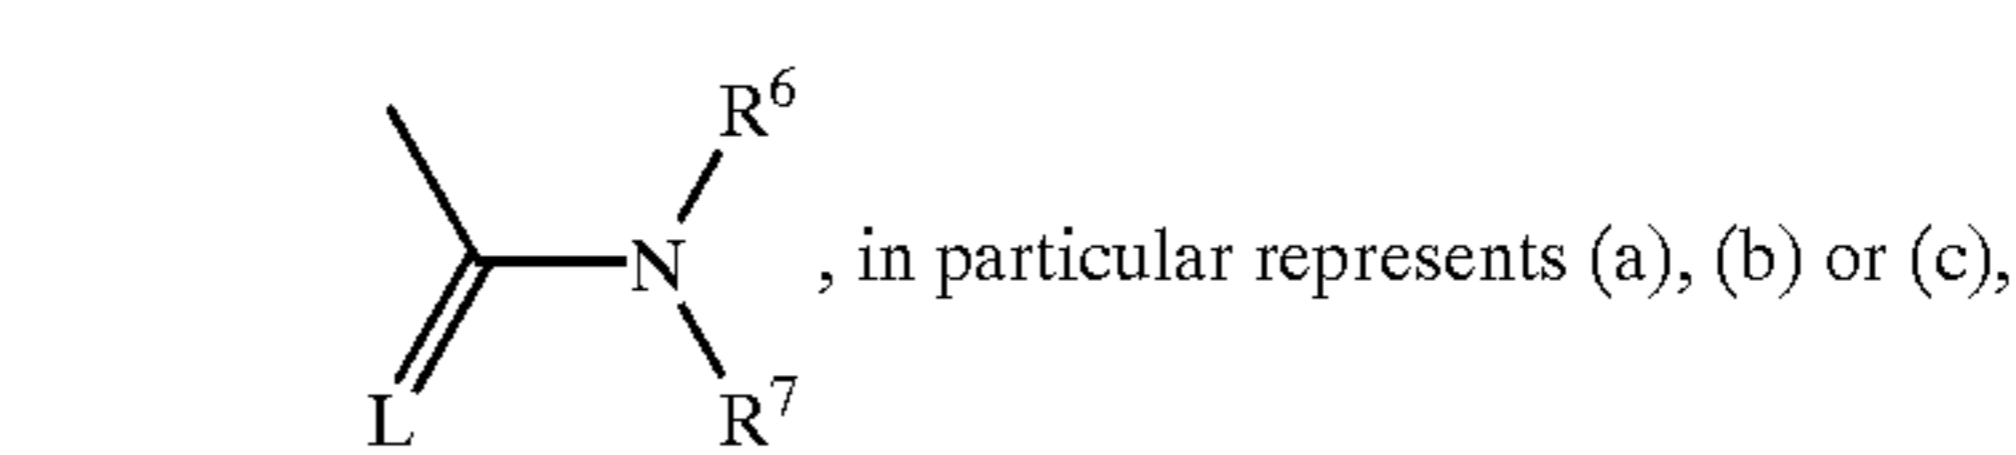 R⁶
N , in particular represents (a), (b) or (c),
L R⁷